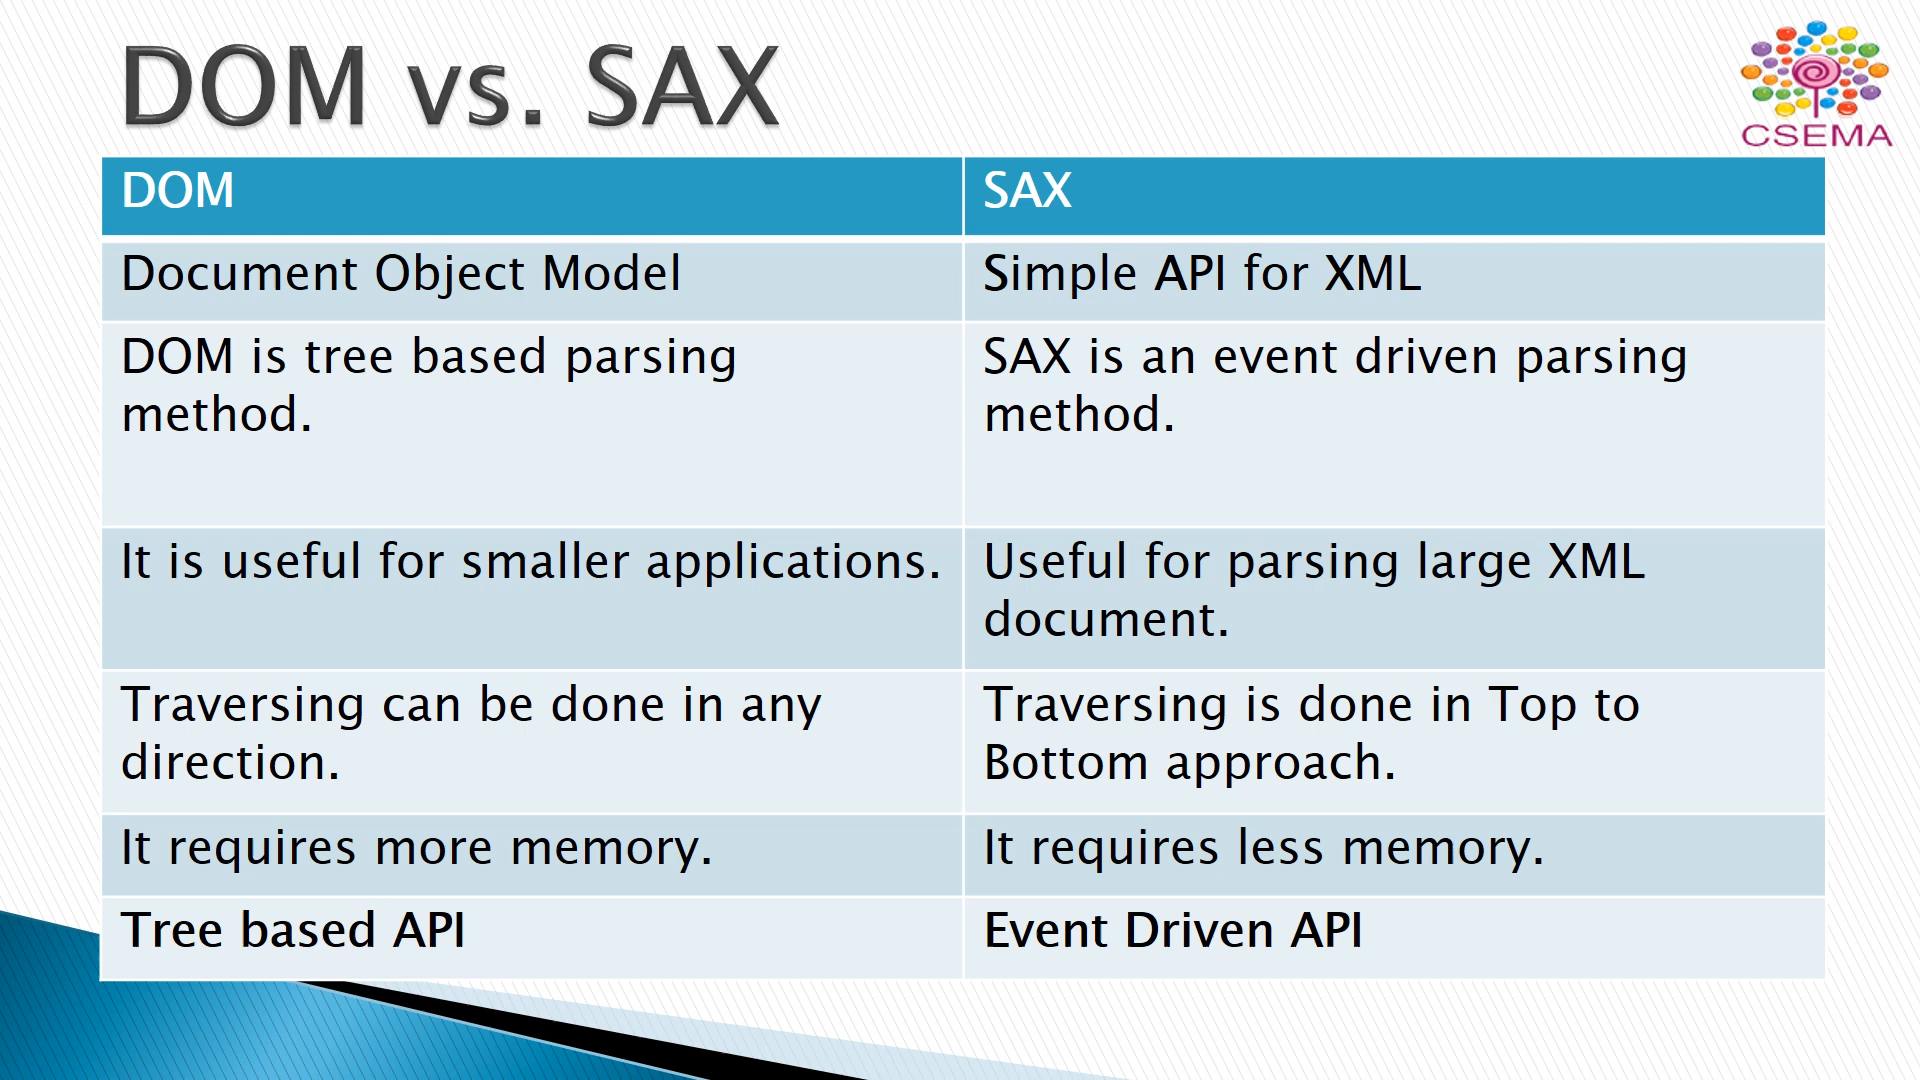 DOM vs. SAX
CSEMA
DOM
SAX
Document Object Model
Simple API for XML
DOM is tree based parsing
method.
SAX is an event driven parsing
method.
It is useful for smaller applications.
Useful for parsing large XML
document.
Traversing can be done in any
direction.
Traversing is done in Top to
Bottom approach.
It requires more memory.
It requires less memory.
Tree based API
Event Driven API